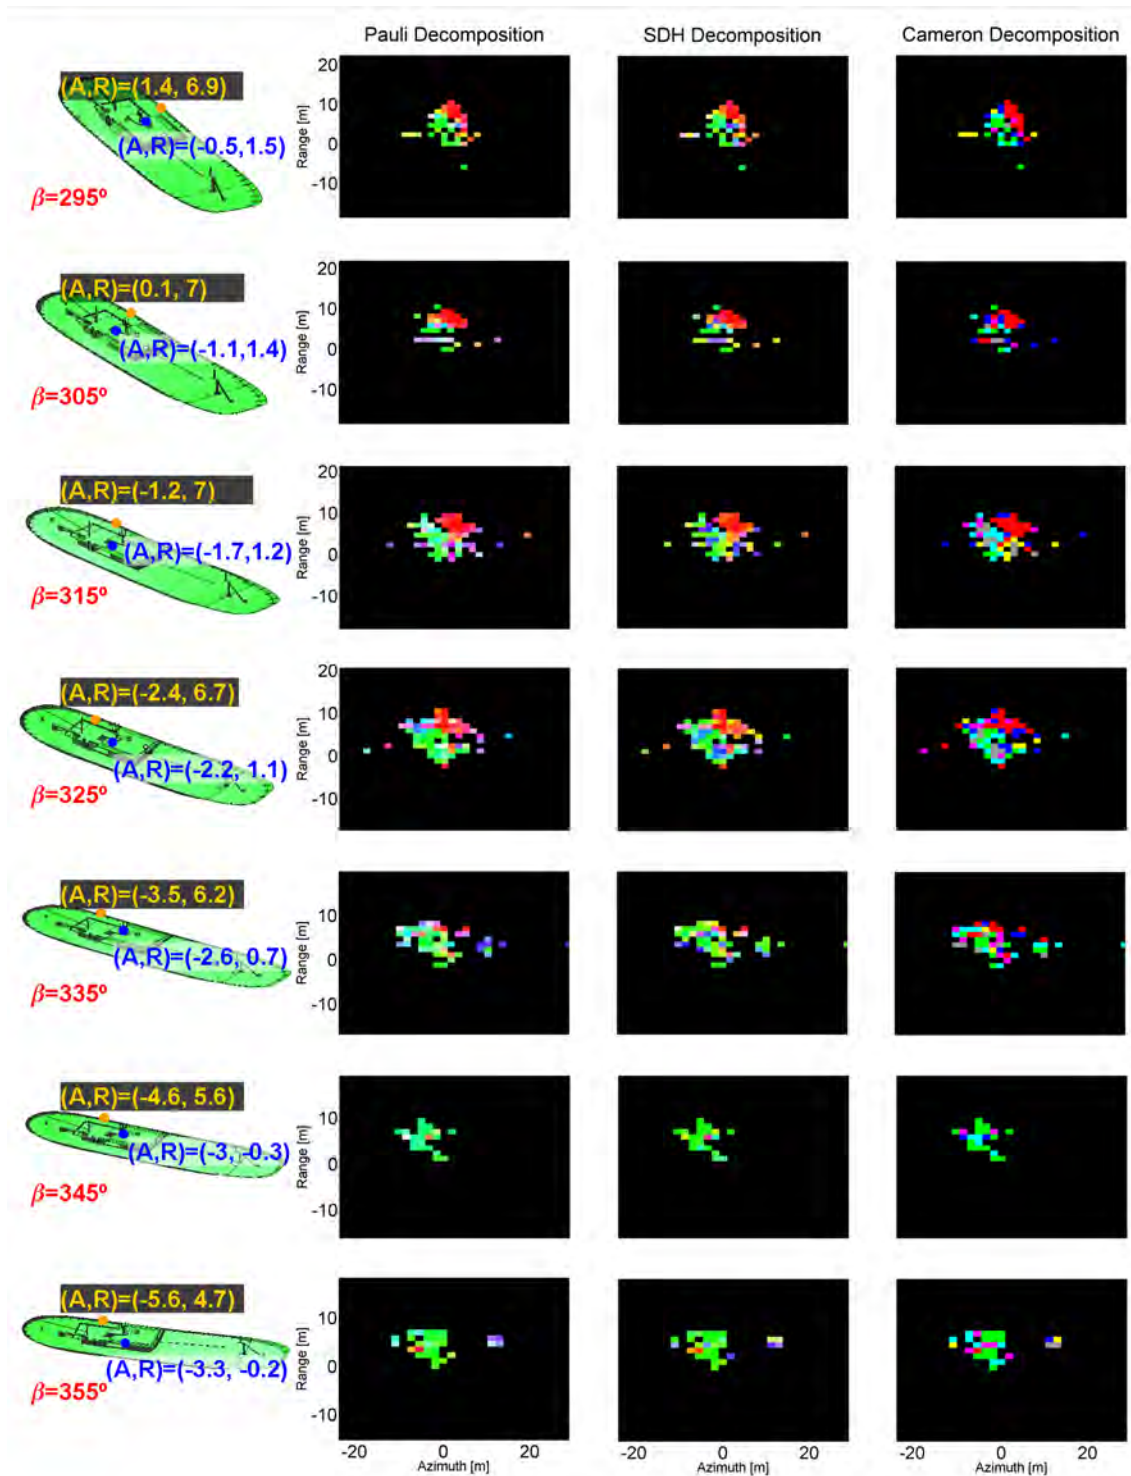 Pauli Decomposition SDH Decomposition Cameron Decomposition
(A,R)=(1.4, 6.9)
(A,R)=(-0.5,1.5)
β=295º
Range [m] 20 10 0 -10
Range [m]
Range [m]
(A,R)=(0.1, 7)
(A,R)=(-1.1,1.4)
β=305º
Range [m] 20 10 0 -10
(A,R)=(-1.2, 7)
(A,R)=(-1.7,1.2)
β=315º
Range [m] 20 10 0 -10
(A,R)=(-2.4, 6.7)
(A,R)=(-2.2, 1.1)
β=325º
Range [m] 20 10 0 -10
(A,R)=(-3.5, 6.2)
(A,R)=(-2.6, 0.7)
β=335º
Range [m] 10 0 -10
(A,R)=(-4.6, 5.6)
(A,R)=(-3, -0.3)
β=345º
Range [m] 10 0 -10
(A,R)=(-5.6, 4.7)
(A,R)=(-3.3, -0.2)
β=355º
Range [m] 10 0 -10
-20 0 20 -20 0 20 -20 0 20
Azimuth [m] Azimuth [m] Azimuth [m]